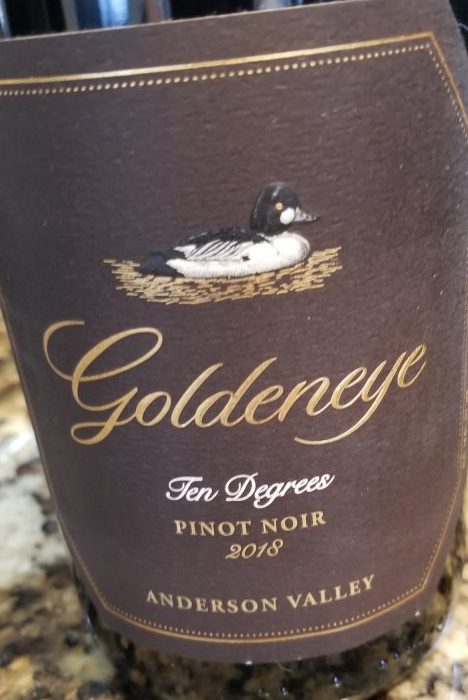 Goldeneye
Ten Degrees
PINOT NOIR
2018
ANDERSON VALLEY